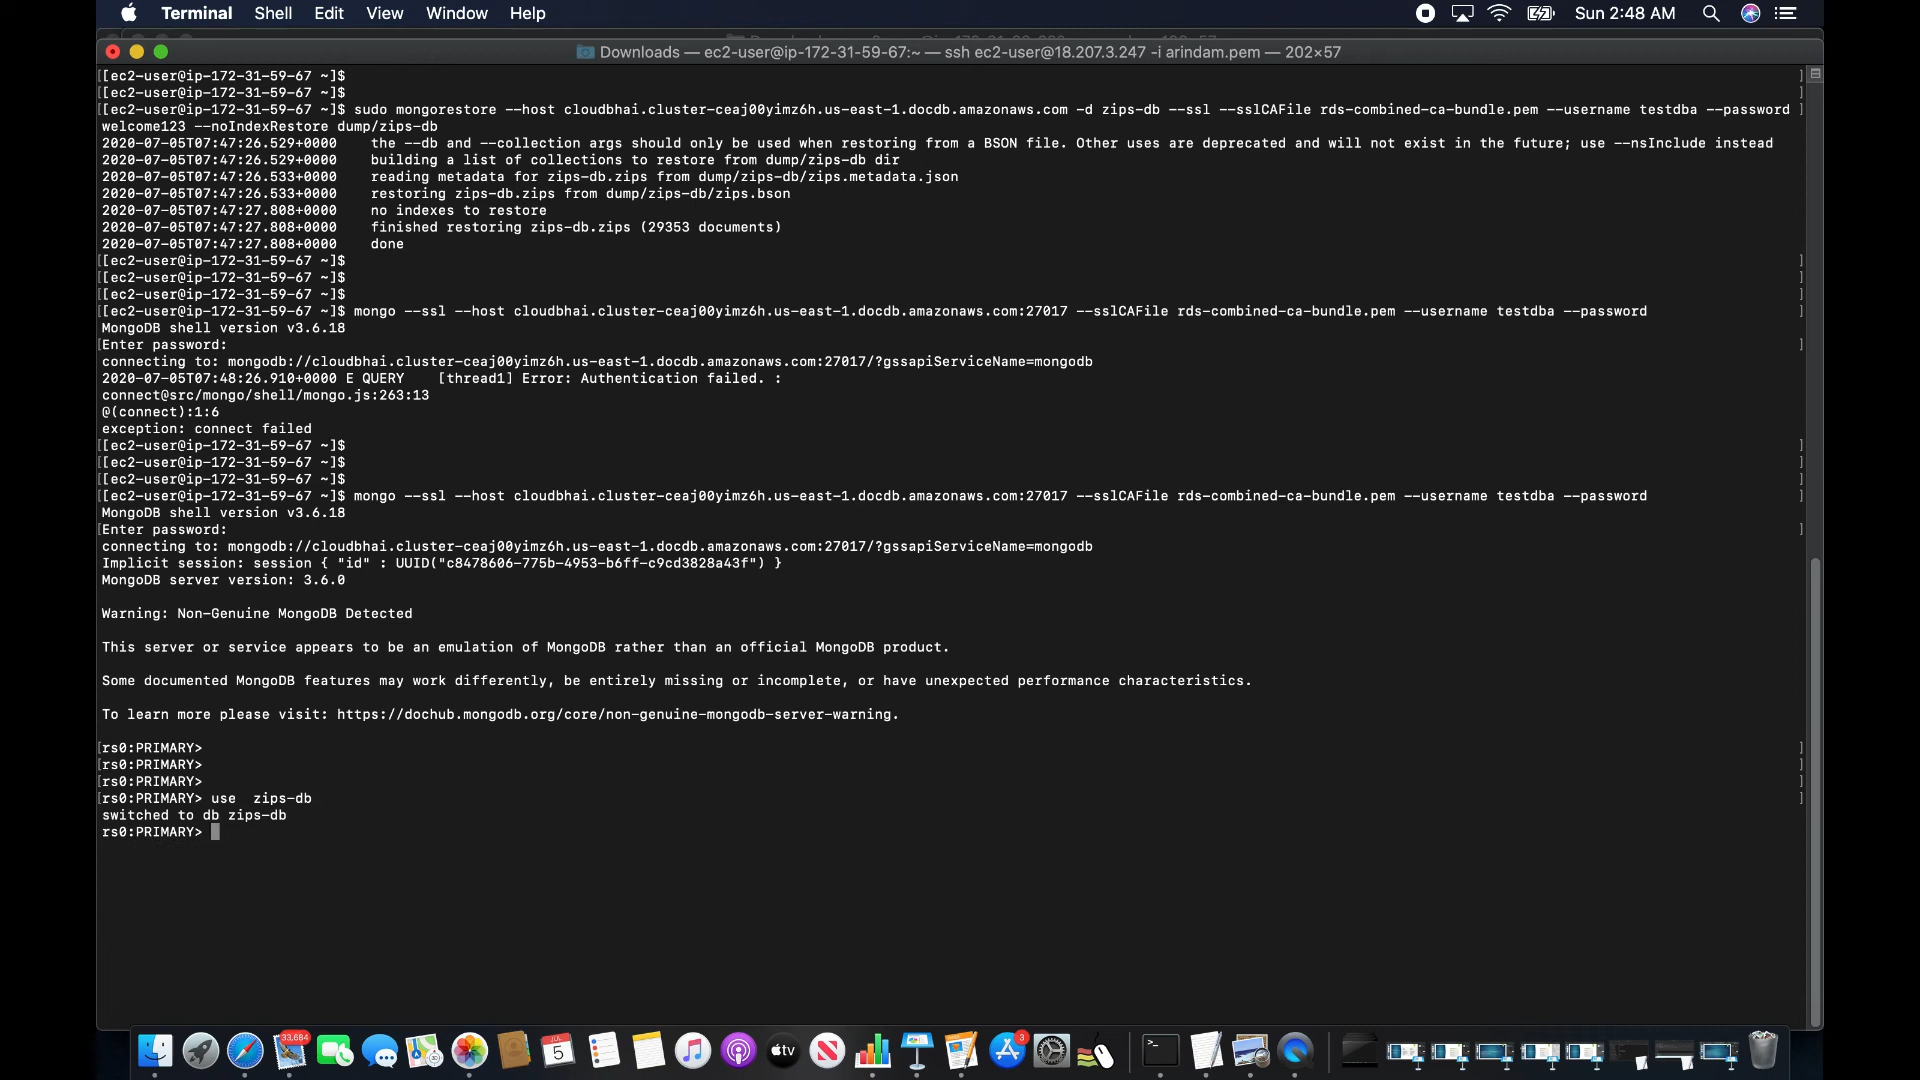 Terminal Shell Edit View Window Help Sun 2:48 AM
Downloads — ec2-user@ip-172-31-59-67:~ — ssh ec2-user@18.207.3.247 -i arindam.pem — 202×57
[[ec2-user@ip-172-31-59-67 ~]$ ]
[[ec2-user@ip-172-31-59-67 ~]$ ]
[[ec2-user@ip-172-31-59-67 ~]$ sudo mongorestore --host cloudbhai.cluster-ceaj00yimz6h.us-east-1.docdb.amazonaws.com -d zips-db --ssl --sslCAFile rds-combined-ca-bundle.pem --username testdba --password ]
welcome123 --noIndexRestore dump/zips-db
2020-07-05T07:47:26.529+0000 the --db and --collection args should only be used when restoring from a BSON file. Other uses are deprecated and will not exist in the future; use --nsInclude instead
2020-07-05T07:47:26.529+0000 building a list of collections to restore from dump/zips-db dir
2020-07-05T07:47:26.533+0000 reading metadata for zips-db.zips from dump/zips-db/zips.metadata.json
2020-07-05T07:47:26.533+0000 restoring zips-db.zips from dump/zips-db/zips.bson
2020-07-05T07:47:27.808+0000 no indexes to restore
2020-07-05T07:47:27.808+0000 finished restoring zips-db.zips (29353 documents)
2020-07-05T07:47:27.808+0000 done
[[ec2-user@ip-172-31-59-67 ~]$ ]
[[ec2-user@ip-172-31-59-67 ~]$ ]
[[ec2-user@ip-172-31-59-67 ~]$ ]
[[ec2-user@ip-172-31-59-67 ~]$ mongo --ssl --host cloudbhai.cluster-ceaj00yimz6h.us-east-1.docdb.amazonaws.com:27017 --sslCAFile rds-combined-ca-bundle.pem --username testdba --password ]
MongoDB shell version v3.6.18
[Enter password: ]
connecting to: mongodb://cloudbhai.cluster-ceaj00yimz6h.us-east-1.docdb.amazonaws.com:27017/?gssapiServiceName=mongodb
2020-07-05T07:48:26.910+0000 E QUERY [thread1] Error: Authentication failed. :
connect@src/mongo/shell/mongo.js:263:13
@(connect):1:6
exception: connect failed
[[ec2-user@ip-172-31-59-67 ~]$ ]
[[ec2-user@ip-172-31-59-67 ~]$ ]
[[ec2-user@ip-172-31-59-67 ~]$ ]
[[ec2-user@ip-172-31-59-67 ~]$ mongo --ssl --host cloudbhai.cluster-ceaj00yimz6h.us-east-1.docdb.amazonaws.com:27017 --sslCAFile rds-combined-ca-bundle.pem --username testdba --password ]
MongoDB shell version v3.6.18
[Enter password: ]
connecting to: mongodb://cloudbhai.cluster-ceaj00yimz6h.us-east-1.docdb.amazonaws.com:27017/?gssapiServiceName=mongodb
Implicit session: session { "id" : UUID("c8478606-775b-4953-b6ff-c9cd3828a43f") }
MongoDB server version: 3.6.0
Warning: Non-Genuine MongoDB Detected
This server or service appears to be an emulation of MongoDB rather than an official MongoDB product.
Some documented MongoDB features may work differently, be entirely missing or incomplete, or have unexpected performance characteristics.
To learn more please visit: https://dochub.mongodb.org/core/non-genuine-mongodb-server-warning.
[rs0:PRIMARY> ]
[rs0:PRIMARY> ]
[rs0:PRIMARY> ]
[rs0:PRIMARY> use  zips-db ]
switched to db zips-db
rs0:PRIMARY>
33,684
JUL
5
tv
3